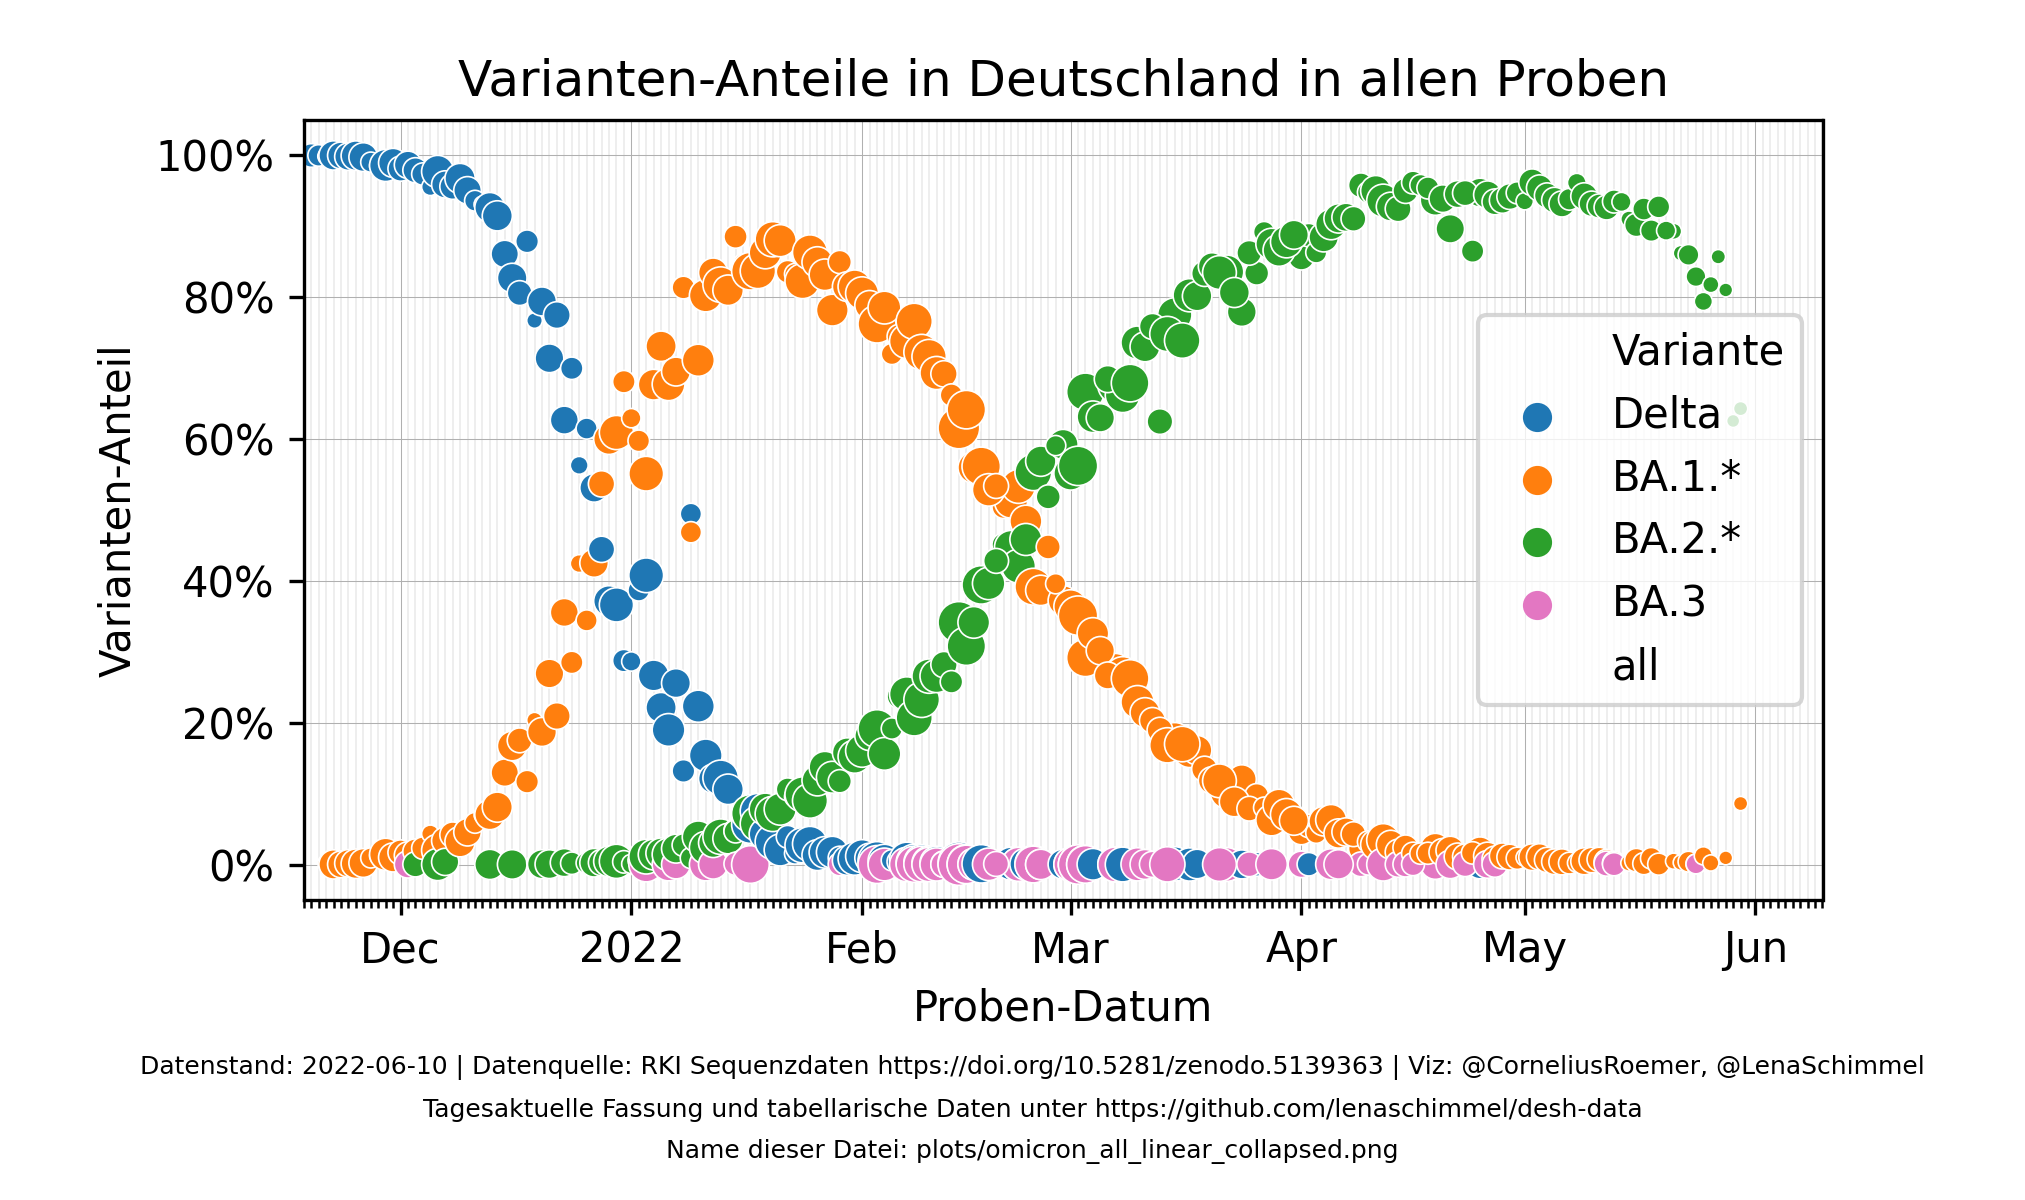 Varianten-Anteile in Deutschland in allen Proben
Varianten-Anteil
100%
80%
60%
40%
20%
0%
Variante
Delta
BA.1.*
BA.2.*
BA.3
all
Dec 2022 Feb Mar Apr May Jun
Proben-Datum
Datenstand: 2022-06-10 | Datenquelle: RKI Sequenzdaten https://doi.org/10.5281/zenodo.5139363 | Viz: @CorneliusRoemer, @LenaSchimmel
Tagesaktuelle Fassung und tabellarische Daten unter https://github.com/lenaschimmel/desh-data
Name dieser Datei: plots/omicron_all_linear_collapsed.png